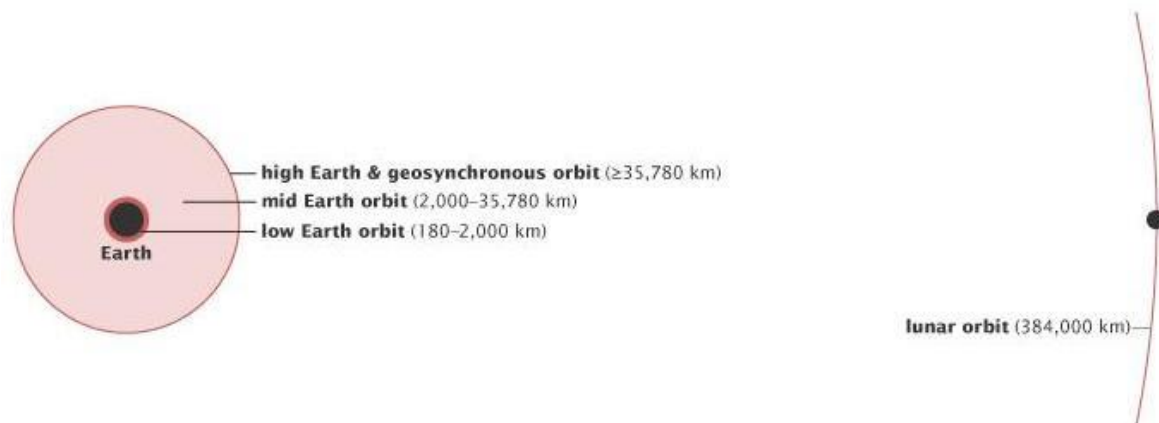 high Earth & geosynchronous orbit (≥35,780 km)
mid Earth orbit (2,000–35,780 km)
low Earth orbit (180–2,000 km)
Earth
lunar orbit (384,000 km)